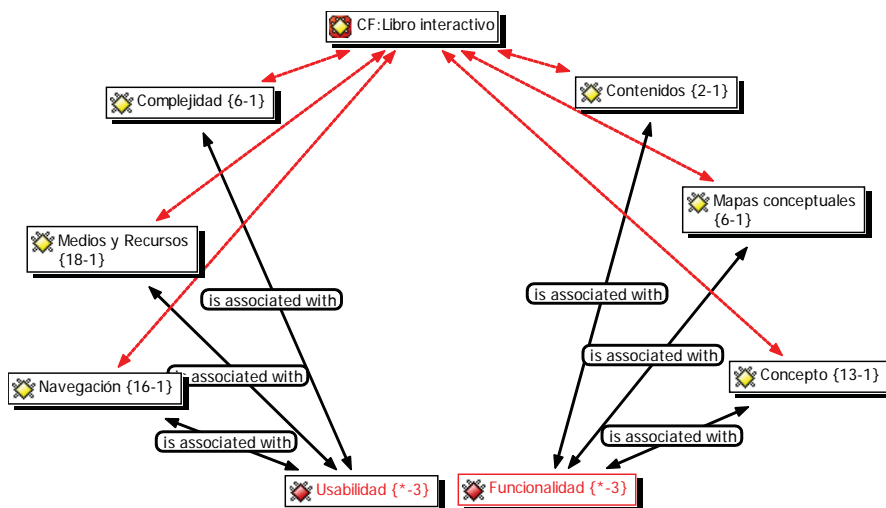 CF:Libro interactivo
Complejidad {6-1}
Contenidos {2-1}
Mapas conceptuales
{6-1}
Medios y Recursos
{18-1}
is associated with
is associated with
is associated with
Navegación {16-1}
is associated with
Concepto {13-1}
is associated with
is associated with
Usabilidad {*-3}
Funcionalidad {*-3}